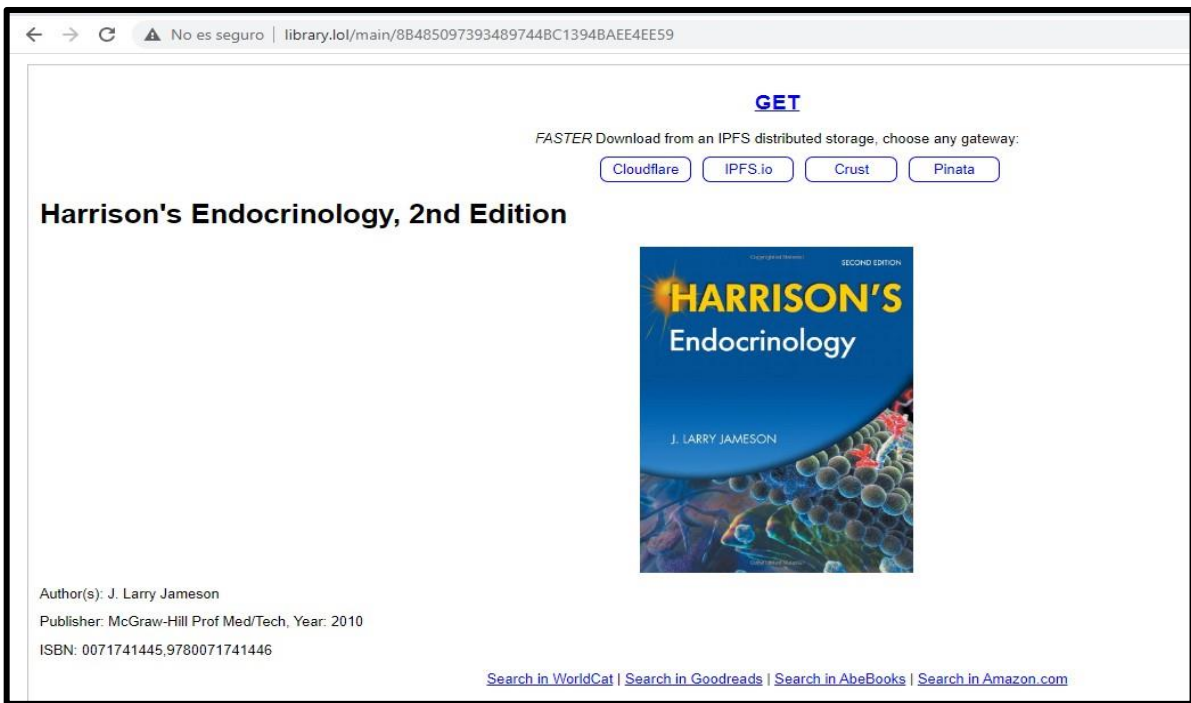 No es seguro | library.lol/main/8B485097393489744BC1394BAEE4EE59
GET
FASTER Download from an IPFS distributed storage, choose any gateway:
Cloudflare IPFS.io Crust Pinata
Harrison's Endocrinology, 2nd Edition
Copyrighted Material
SECOND EDITION
HARRISON'S
Endocrinology
J. LARRY JAMESON
Author(s): J. Larry Jameson
Publisher: McGraw-Hill Prof Med/Tech, Year: 2010
ISBN: 0071741445,9780071741446
Search in WorldCat | Search in Goodreads | Search in AbeBooks | Search in Amazon.com